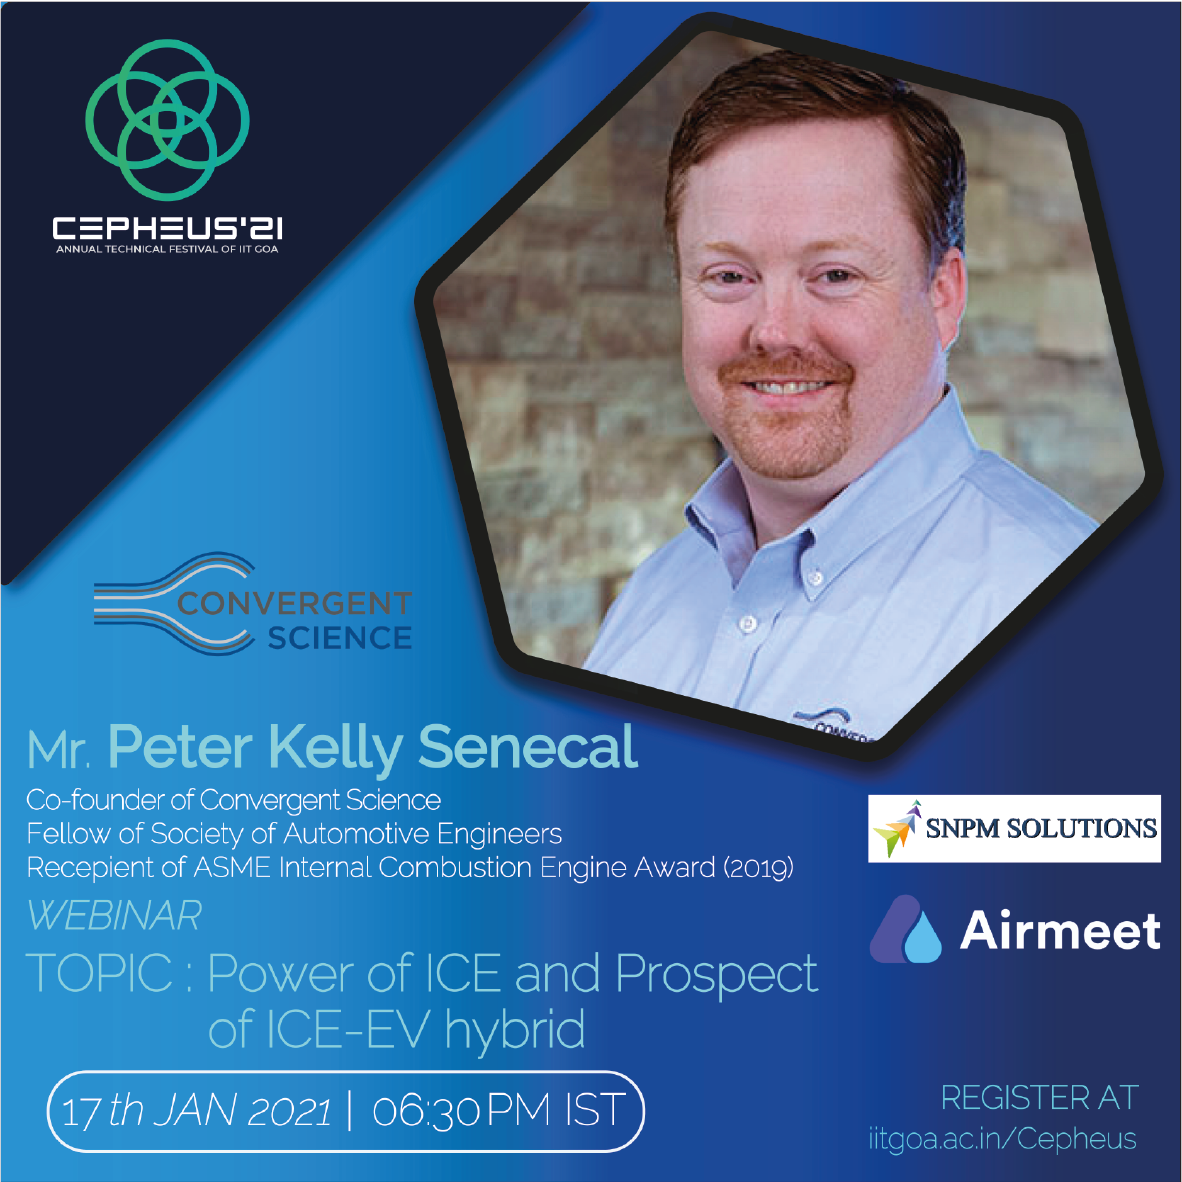 CEPHEUS'21
ANNUAL TECHNICAL FESTIVAL OF IIT GOA
CONVERGENT
SCIENCE
Mr. Peter Kelly Senecal
Co-founder of Convergent Science
Fellow of Society of Automotive Engineers
Recepient of ASME Internal Combustion Engine Award (2019)
WEBINAR
TOPIC : Power of ICE and Prospect
of ICE-EV hybrid
17th JAN 2021 | 06:30 PM IST
SNPM SOLUTIONS
Airmeet
REGISTER AT
iitgoa.ac.in/Cepheus